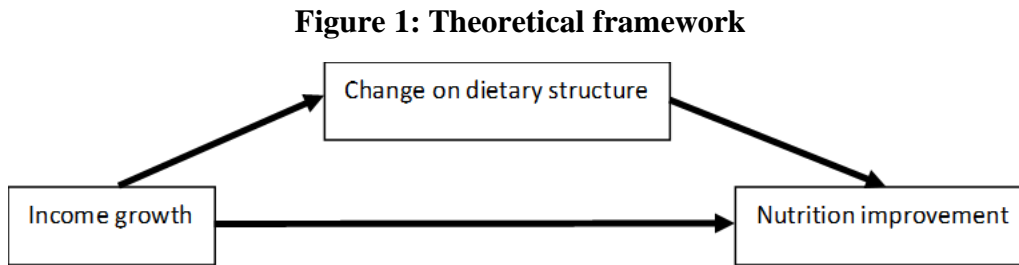 Figure 1: Theoretical framework
Change on dietary structure
Income growth
Nutrition improvement